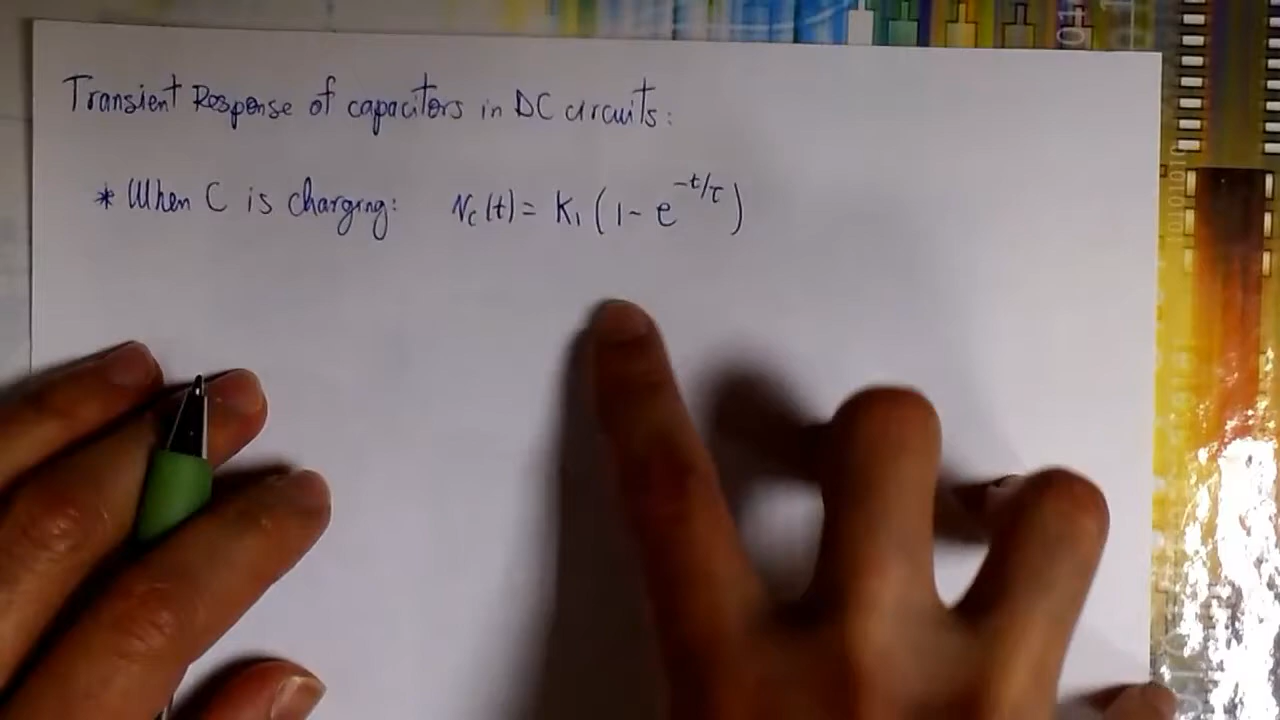 Transient Response of capacitors in DC circuits:
* When C is charging: Vc(t) = K₁ (1 - e^(-t/τ))